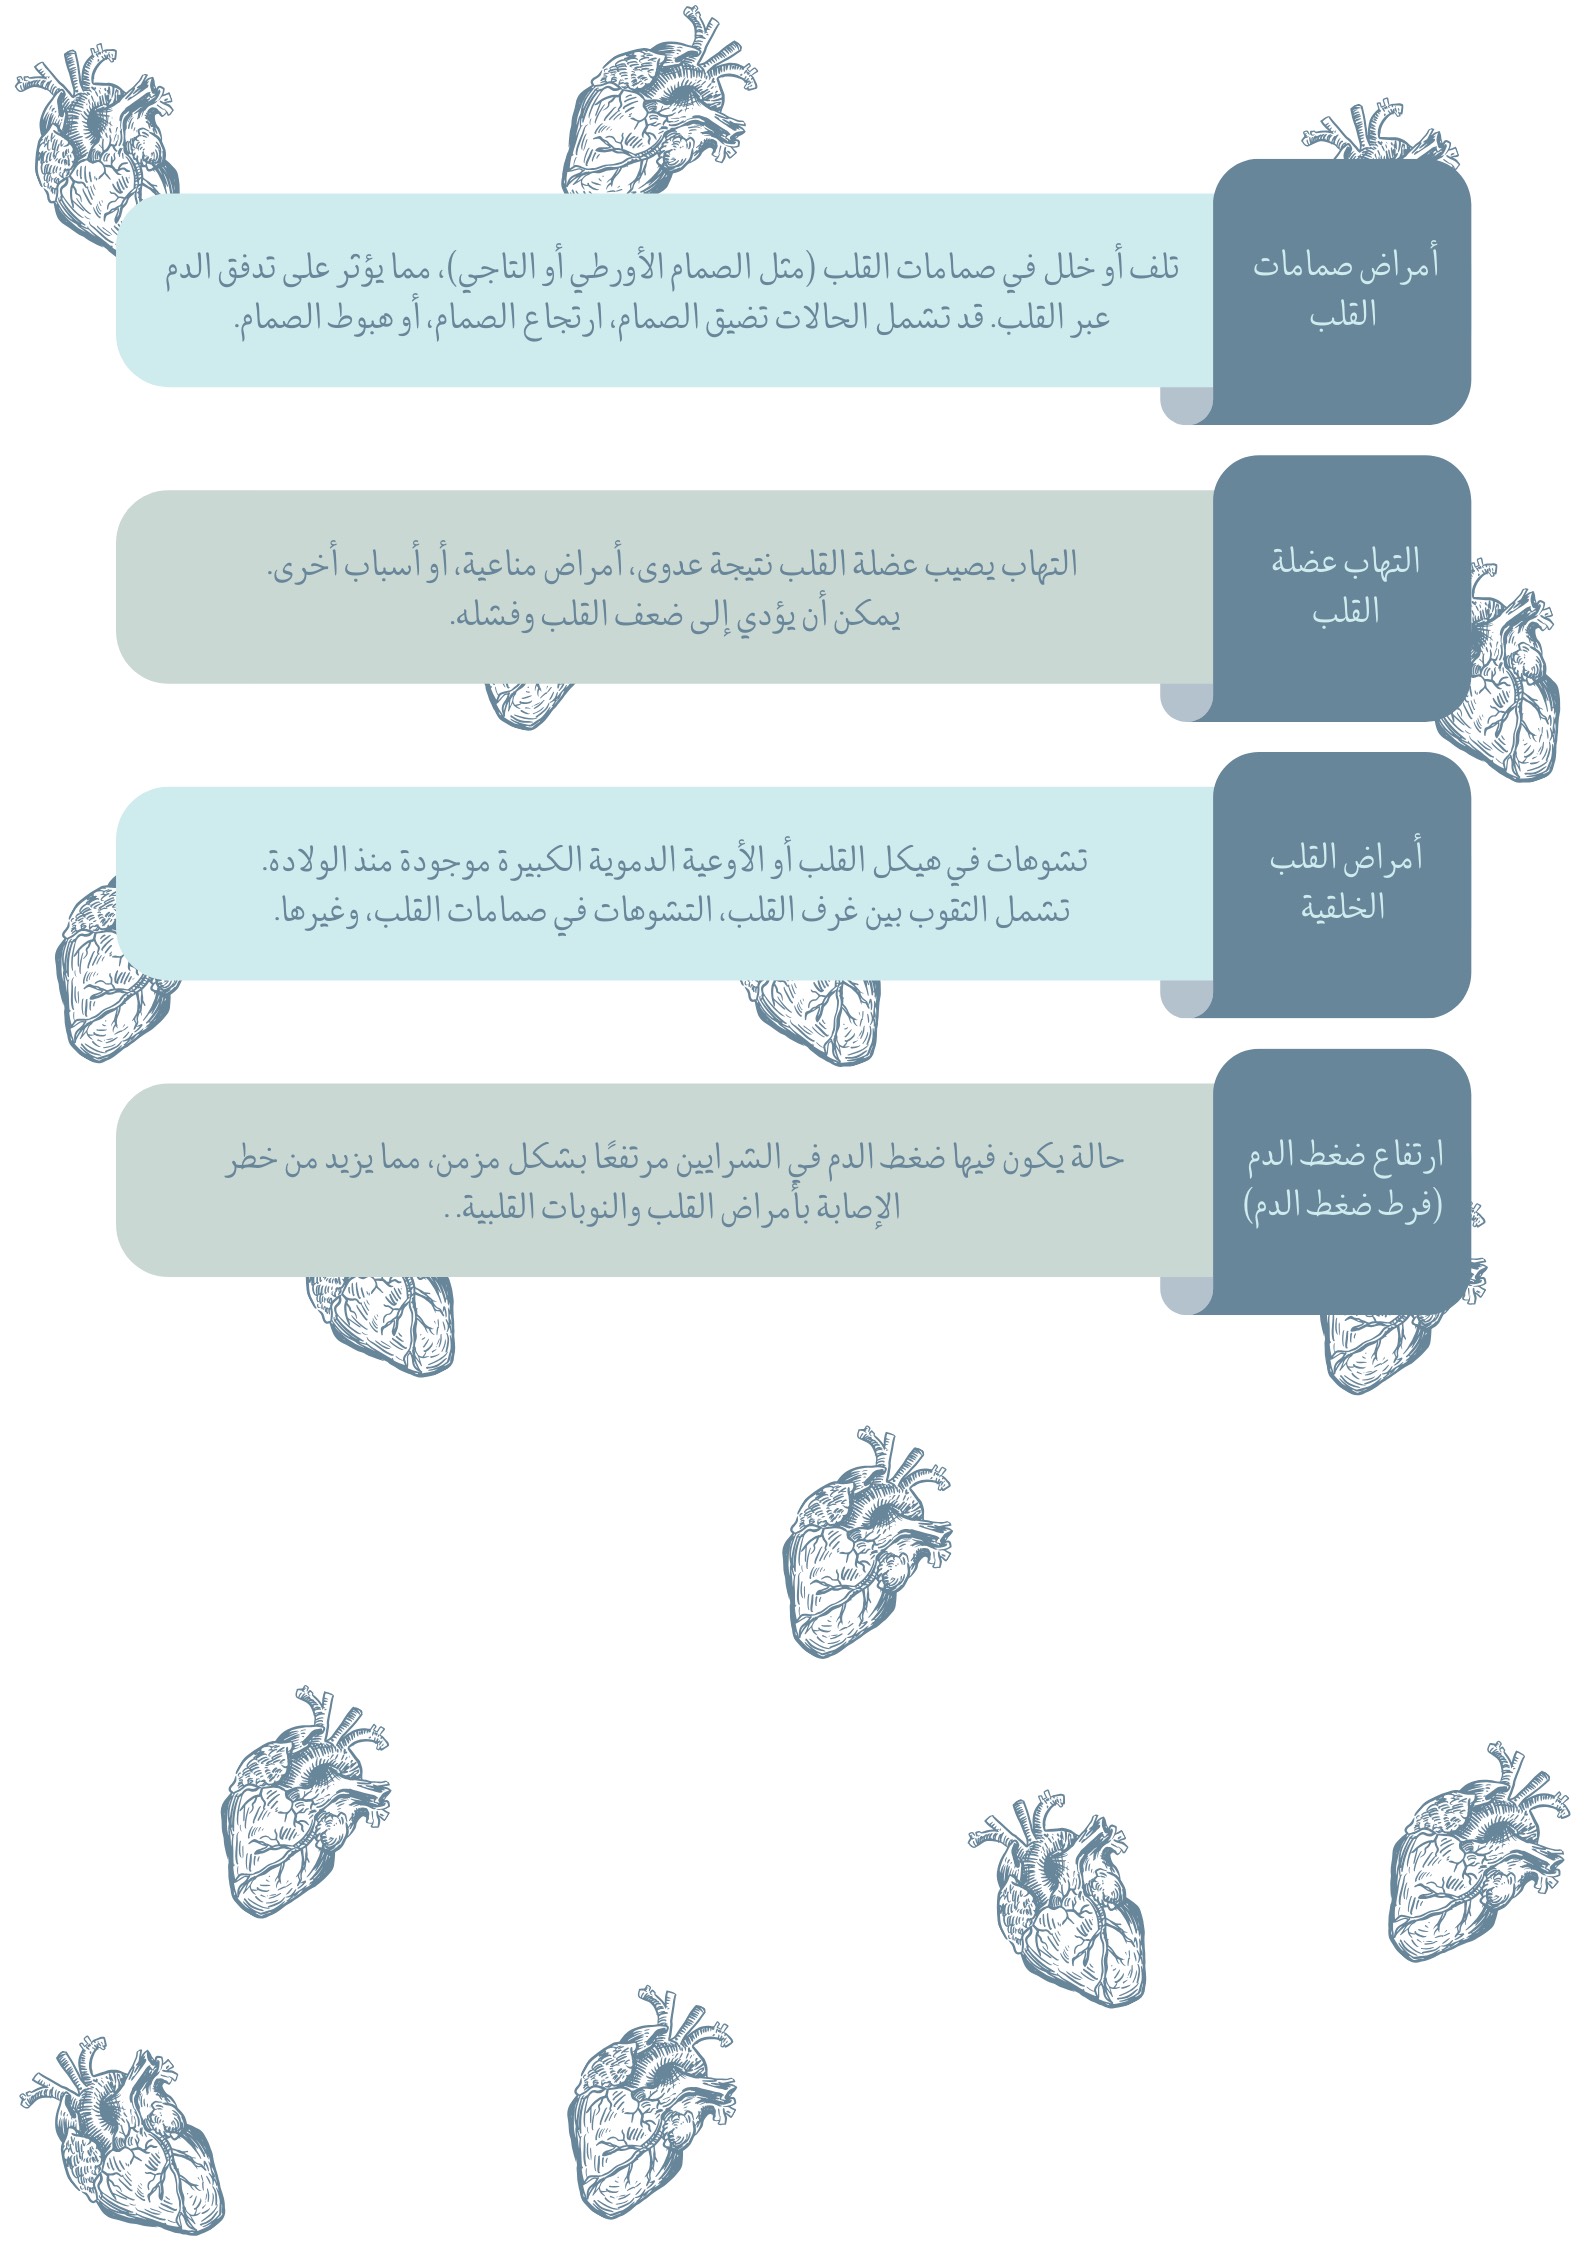 أمراض صمامات
القلب
تلف أو خلل في صمامات القلب (مثل الصمام الأورطي أو التاجي)، مما يؤثر على تدفق الدم
عبر القلب. قد تشمل الحالات تضيق الصمام، ارتجاع الصمام، أو هبوط الصمام.
التهاب عضلة
القلب
التهاب يصيب عضلة القلب نتيجة عدوى، أمراض مناعية، أو أسباب أخرى.
يمكن أن يؤدي إلى ضعف القلب وفشله.
أمراض القلب
الخلقية
تشوهات في هيكل القلب أو الأوعية الدموية الكبيرة موجودة منذ الولادة.
تشمل الثقوب بين غرف القلب، التشوهات في صمامات القلب، وغيرها.
ارتفاع ضغط الدم
(فرط ضغط الدم)
حالة يكون فيها ضغط الدم في الشرايين مرتفعًا بشكل مزمن، مما يزيد من خطر
الإصابة بأمراض القلب والنوبات القلبية. .